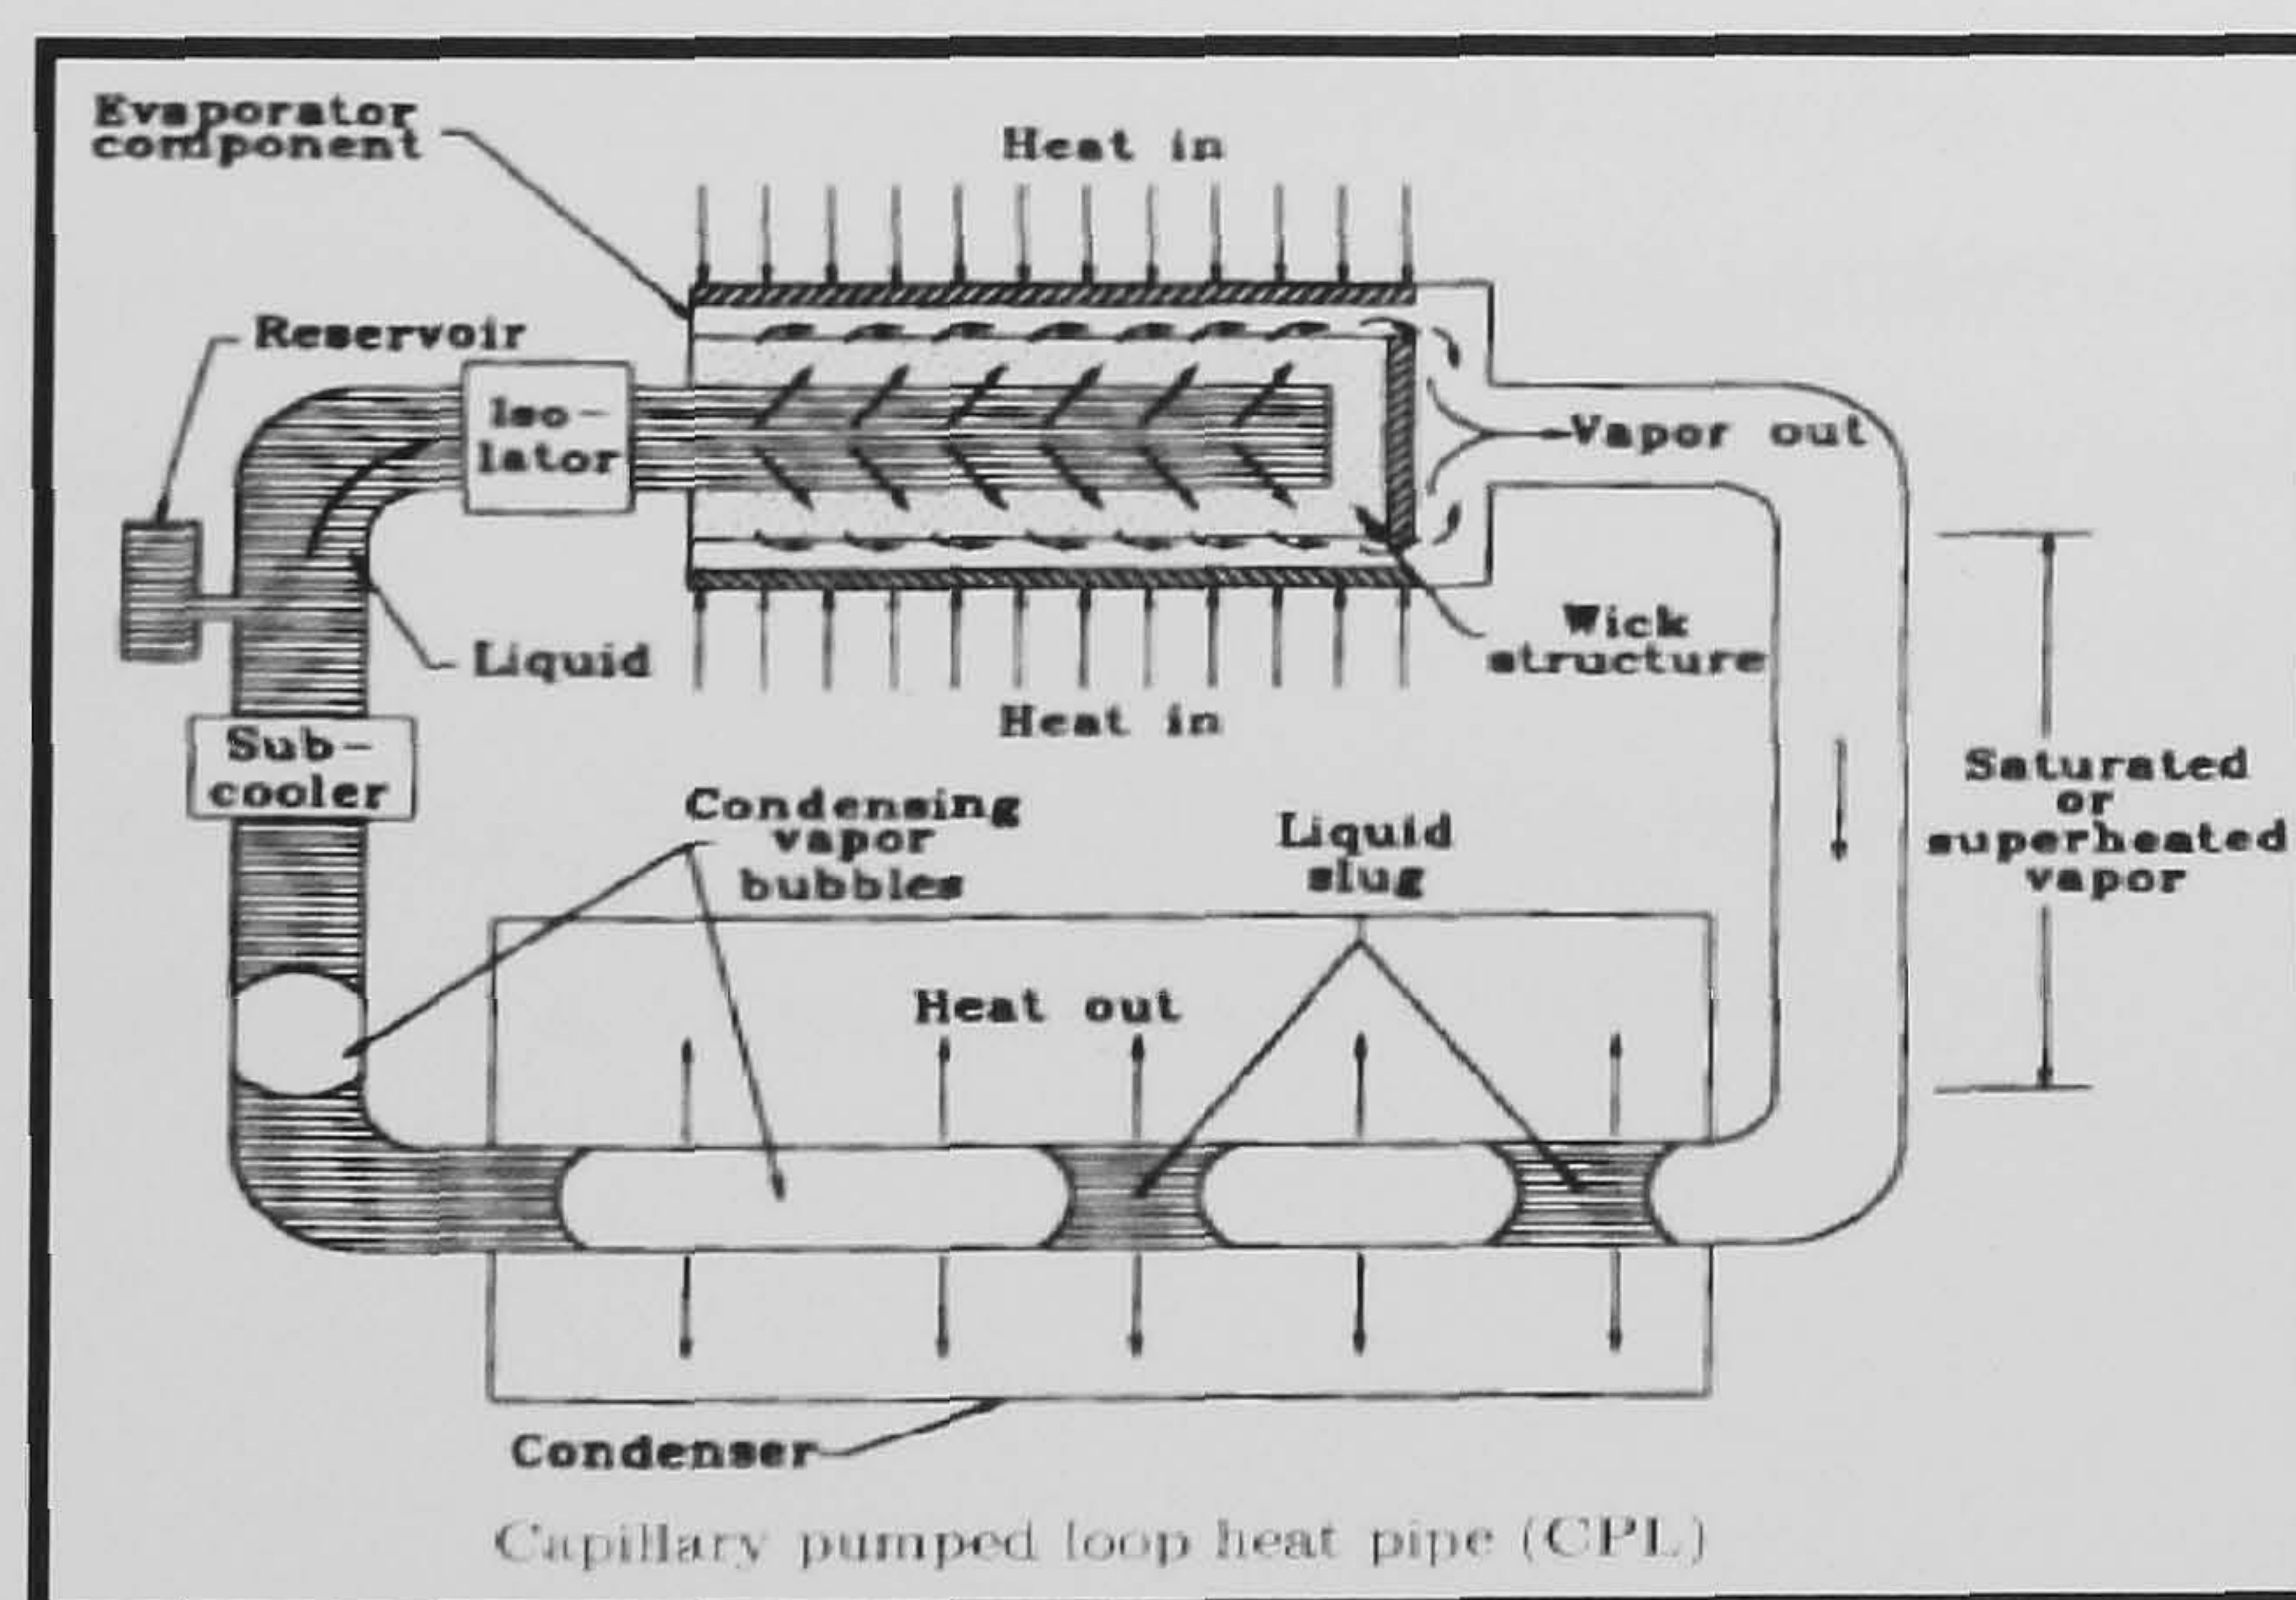 Evaporator
component
Heat in
Reservoir
Iso-
lator
Vapor out
Liquid
Wick
structure
Heat in
Sub-
cooler
Condensing
vapor
bubbles
Liquid
slug
Saturated
or
superheated
vapor
Heat out
Condenser
Capillary pumped loop heat pipe (CPL)